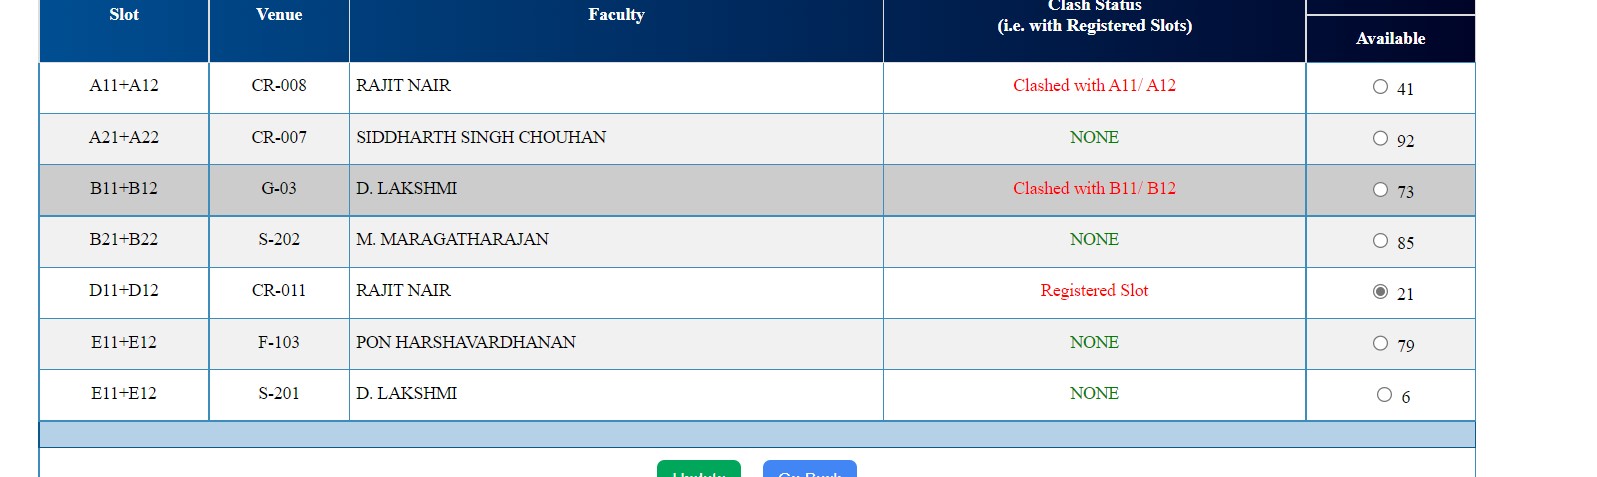 Slot Venue Faculty Clash Status
(i.e. with Registered Slots)
Available
A11+A12 CR-008 RAJIT NAIR Clashed with A11/ A12 41
A21+A22 CR-007 SIDDHARTH SINGH CHOUHAN NONE 92
B11+B12 G-03 D. LAKSHMI Clashed with B11/ B12 73
B21+B22 S-202 M. MARAGATHARAJAN NONE 85
D11+D12 CR-011 RAJIT NAIR Registered Slot 21
E11+E12 F-103 PON HARSHAVARDHANAN NONE 79
E11+E12 S-201 D. LAKSHMI NONE 6
Update Go Back